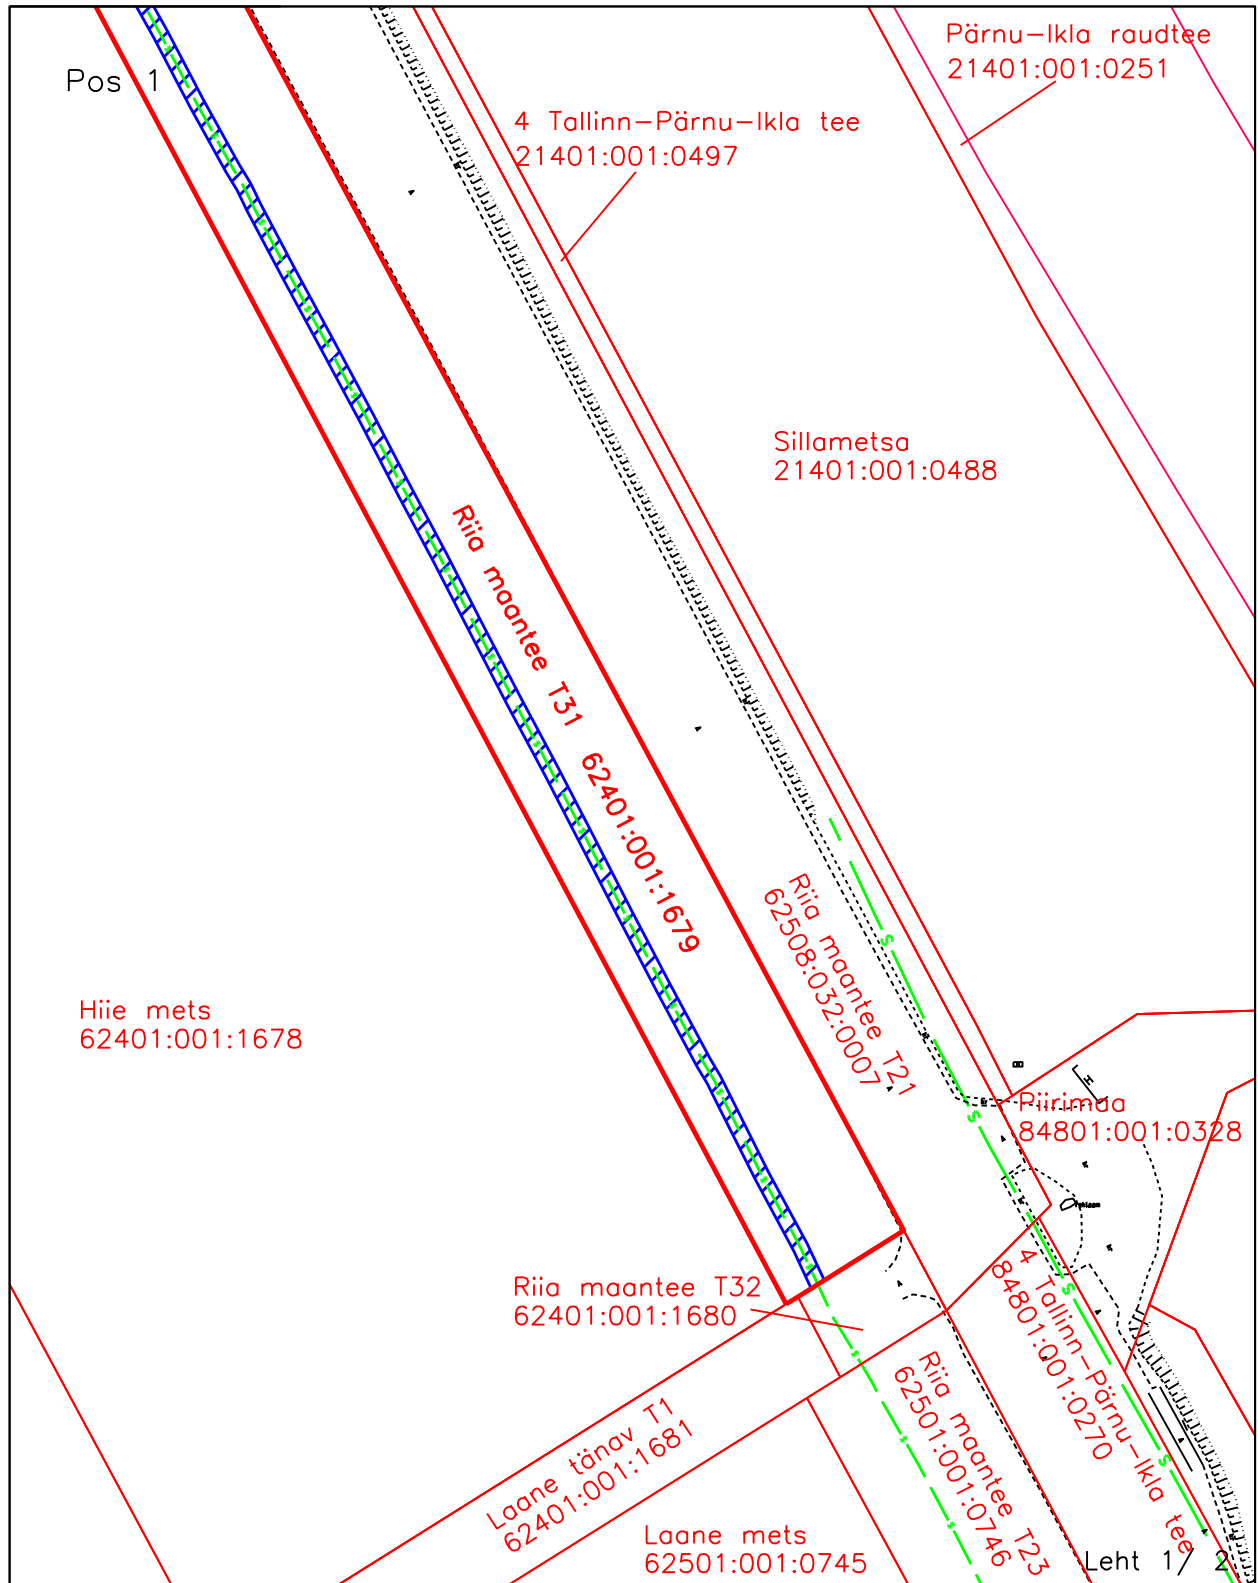 Pärnu-Ikla raudtee
21401:001:0251
Pos 1
4 Tallinn-Pärnu-Ikla tee
21401:001:0497
Sillametsa
21401:001:0488
Riia maantee T31 62401:001:1679
Riia maantee T21
62508:032:0007
Hiie mets
62401:001:1678
Piirimaa
84801:001:0328
Riia maantee T32
62401:001:1680
4 Tallinn-Pärnu-Ikla tee
84801:001:0270
Riia maantee T23
62501:001:0746
Laane tänav T1
62401:001:1681
Laane mets
62501:001:0745
Leht 1/ 2